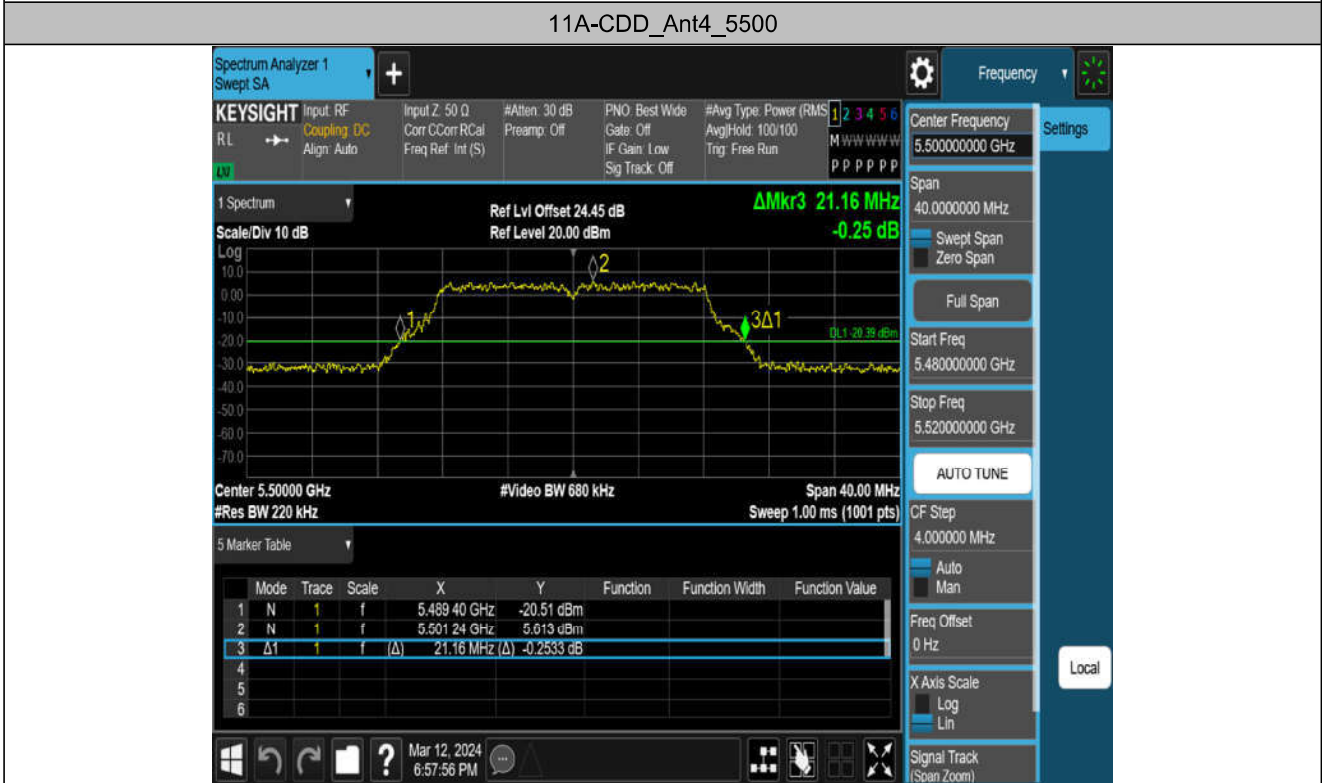 11A-CDD_Ant4_5500
Spectrum Analyzer 1
Swept SA
+
Frequency
KEYSIGHT
RL
LXI
Input: RF
Coupling: DC
Align: Auto
Input Z: 50 Ω
Corr CCorr RCal
Freq Ref: Int (S)
#Atten: 30 dB
Preamp: Off
PNO: Best Wide
Gate: Off
IF Gain: Low
Sig Track: Off
#Avg Type: Power (RMS
Avg|Hold: 100/100
Trig: Free Run
1 2 3 4 5 6
M W W W W W
P P P P P P
1 Spectrum
Scale/Div 10 dB
Ref Lvl Offset 24.45 dB
Ref Level 20.00 dBm
ΔMkr3 21.16 MHz
-0.25 dB
Log
10.0
0.00
-10.0
-20.0
-30.0
-40.0
-50.0
-60.0
-70.0
1
2
3Δ1
DL1 -20.39 dBm
Center 5.50000 GHz
#Video BW 680 kHz
Span 40.00 MHz
#Res BW 220 kHz
Sweep 1.00 ms (1001 pts)
5 Marker Table
Mode Trace Scale X Y Function Function Width Function Value
1 N 1 f 5.489 40 GHz -20.51 dBm
2 N 1 f 5.501 24 GHz 5.613 dBm
3 Δ1 1 f (Δ) 21.16 MHz (Δ) -0.2533 dB
4
5
6
Mar 12, 2024
6:57:56 PM
?
Center Frequency
5.500000000 GHz
Settings
Span
40.0000000 MHz
Swept Span
Zero Span
Full Span
Start Freq
5.480000000 GHz
Stop Freq
5.520000000 GHz
AUTO TUNE
CF Step
4.000000 MHz
Auto
Man
Freq Offset
0 Hz
Local
X Axis Scale
Log
Lin
Signal Track
(Span Zoom)